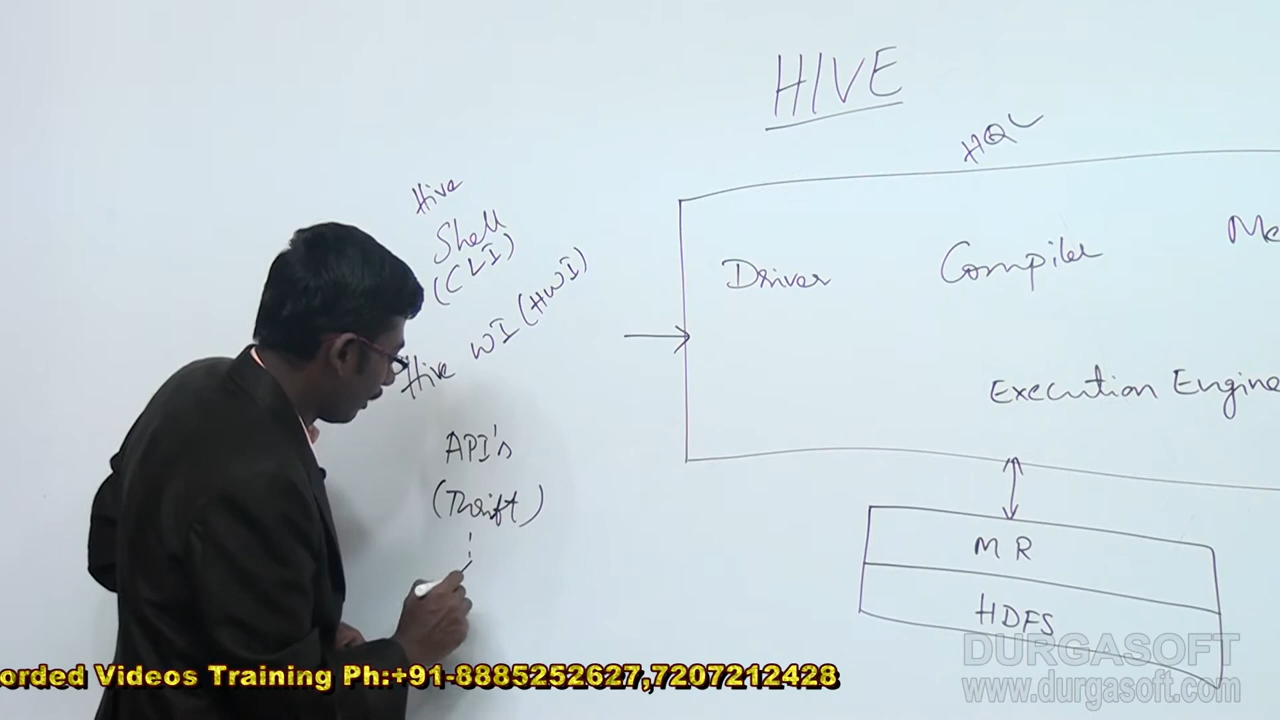 HIVE
HQL
Hive
Shell
(CLI)
Hive WI (HWI)
API's
(Thrift)
Driver
Compiler
Me
Execution Engine
MR
HDFS
DURGASOFT
www.durgasoft.com
orded Videos Training Ph:+91-8885252627,7207212428